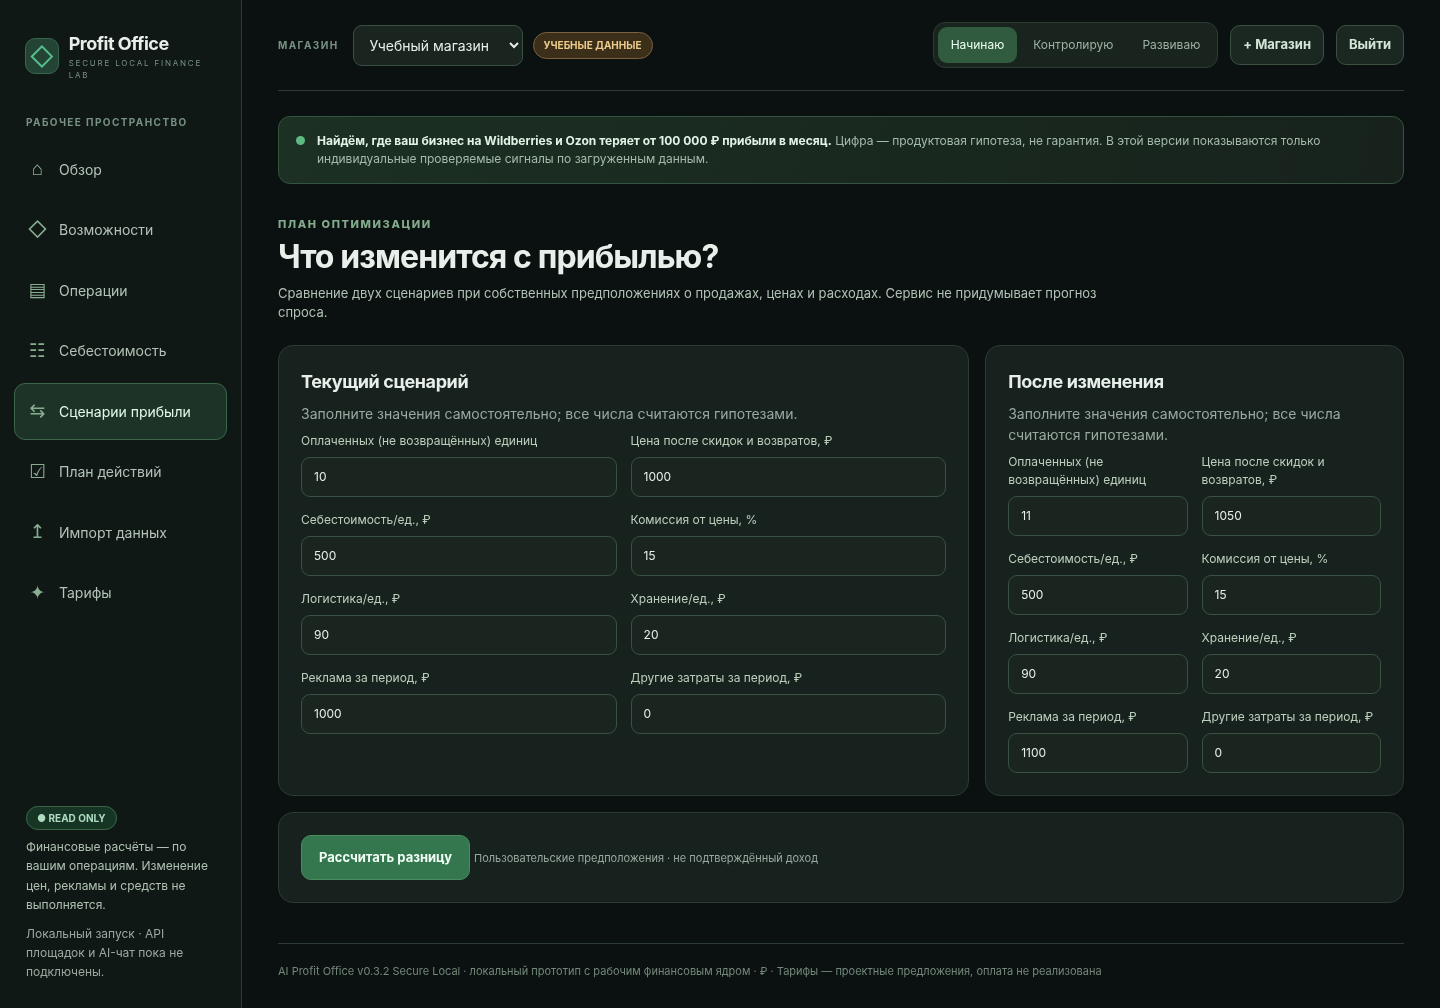 Profit Office
SECURE LOCAL FINANCE
LAB
РАБОЧЕЕ ПРОСТРАНСТВО
Обзор
Возможности
Операции
Себестоимость
Сценарии прибыли
План действий
Импорт данных
Тарифы
READ ONLY
Финансовые расчёты — по
вашим операциям. Изменение
цен, рекламы и средств не
выполняется.
Локальный запуск · API
площадок и AI-чат пока не
подключены.
МАГАЗИН
Учебный магазин
УЧЕБНЫЕ ДАННЫЕ
Начинаю
Контролирую
Развиваю
+ Магазин
Выйти
Найдём, где ваш бизнес на Wildberries и Ozon теряет от 100 000 ₽ прибыли в месяц. Цифра — продуктовая гипотеза, не гарантия. В этой версии показываются только
индивидуальные проверяемые сигналы по загруженным данным.
ПЛАН ОПТИМИЗАЦИИ
Что изменится с прибылью?
Сравнение двух сценариев при собственных предположениях о продажах, ценах и расходах. Сервис не придумывает прогноз
спроса.
Текущий сценарий
Заполните значения самостоятельно; все числа считаются гипотезами.
Оплаченных (не возвращённых) единиц
Цена после скидок и возвратов, ₽
10
1000
Себестоимость/ед., ₽
Комиссия от цены, %
500
15
Логистика/ед., ₽
Хранение/ед., ₽
90
20
Реклама за период, ₽
Другие затраты за период, ₽
1000
0
После изменения
Заполните значения самостоятельно; все числа
считаются гипотезами.
Оплаченных (не
возвращённых) единиц
Цена после скидок и
возвратов, ₽
11
1050
Себестоимость/ед., ₽
Комиссия от цены, %
500
15
Логистика/ед., ₽
Хранение/ед., ₽
90
20
Реклама за период, ₽
Другие затраты за период, ₽
1100
0
Рассчитать разницу
Пользовательские предположения · не подтверждённый доход
AI Profit Office v0.3.2 Secure Local · локальный прототип с рабочим финансовым ядром · ₽ · Тарифы — проектные предложения, оплата не реализована